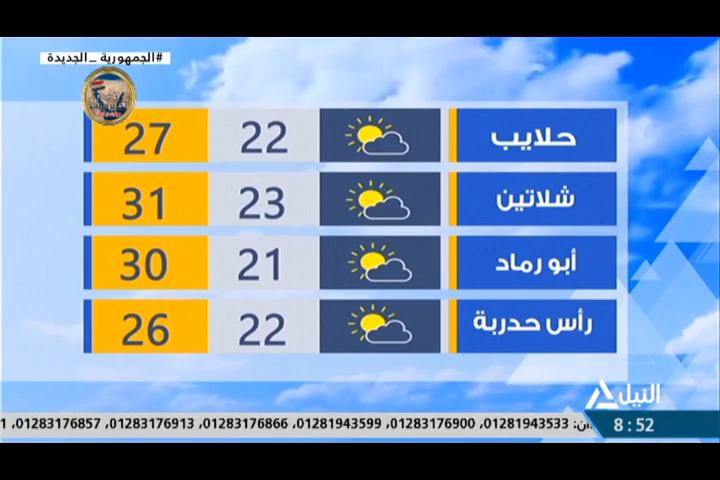 #الجمهورية_الجديدة
حلايب 22 27
شلاتين 23 31
أبو رماد 21 30
رأس حدربة 22 26
النيل
8:52
01281941533، 01283176900، 01281943599، 01283176866، 01283176913، 01283176857،